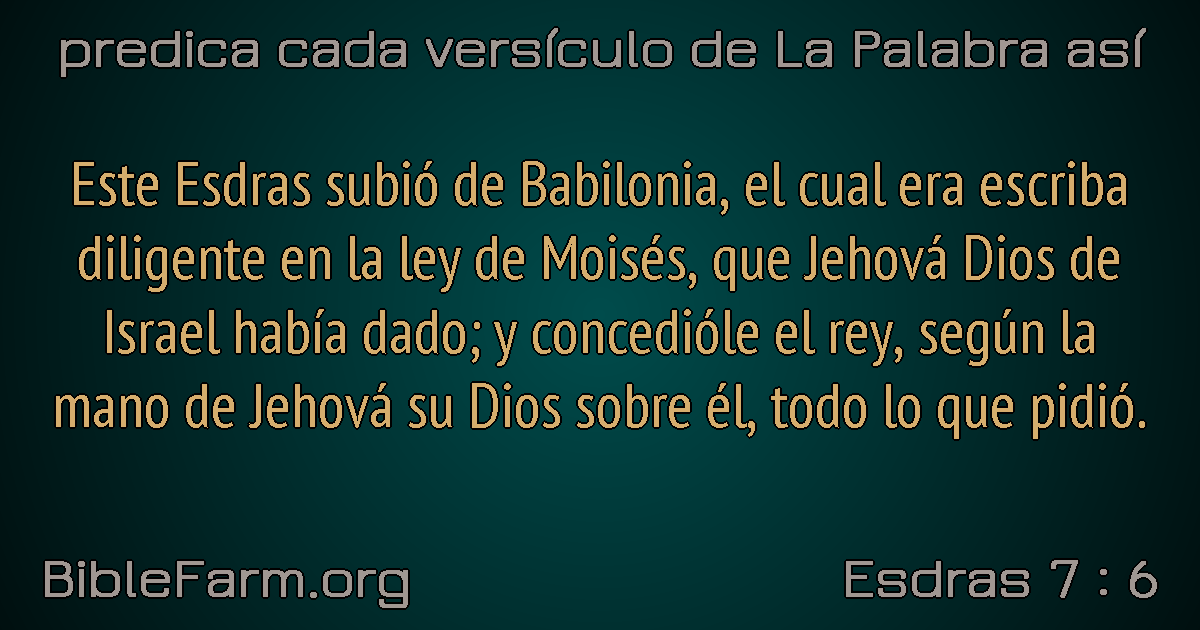 predica cada versículo de La Palabra así
Este Esdras subió de Babilonia, el cual era escriba
diligente en la ley de Moisés, que Jehová Dios de
Israel había dado; y concedióle el rey, según la
mano de Jehová su Dios sobre él, todo lo que pidió.
BibleFarm.org
Esdras 7 : 6